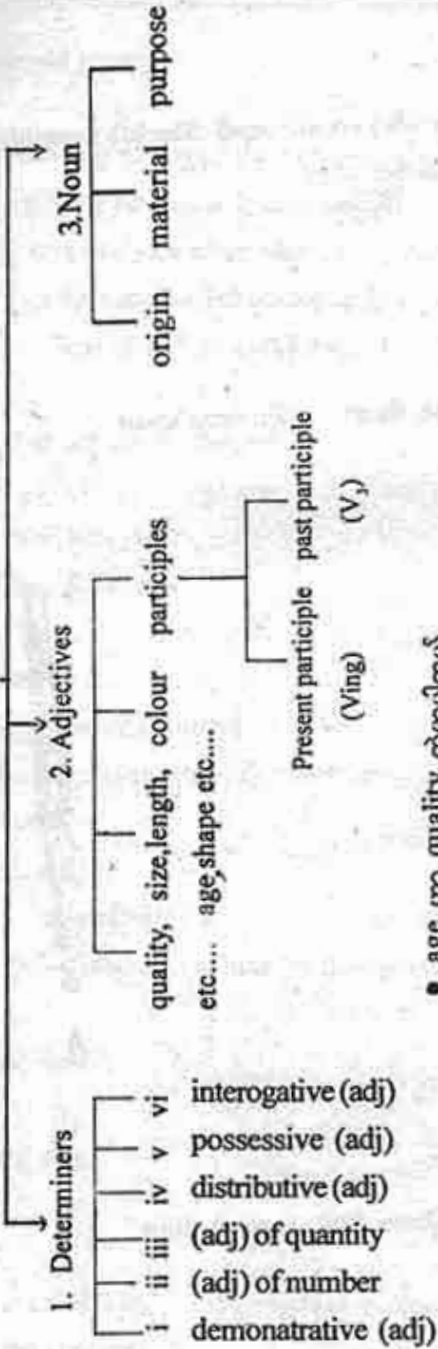 1. Determiners
i demonatrative (adj)
ii (adj) of number
iii (adj) of quantity
iv distributive (adj)
v possessive (adj)
vi interogative (adj)
2. Adjectives
quality, size,length, colour participles
etc.... age,shape etc.....
Present participle past participle
(Ving) (V₃)
3.Noun
origin material purpose
• age quality